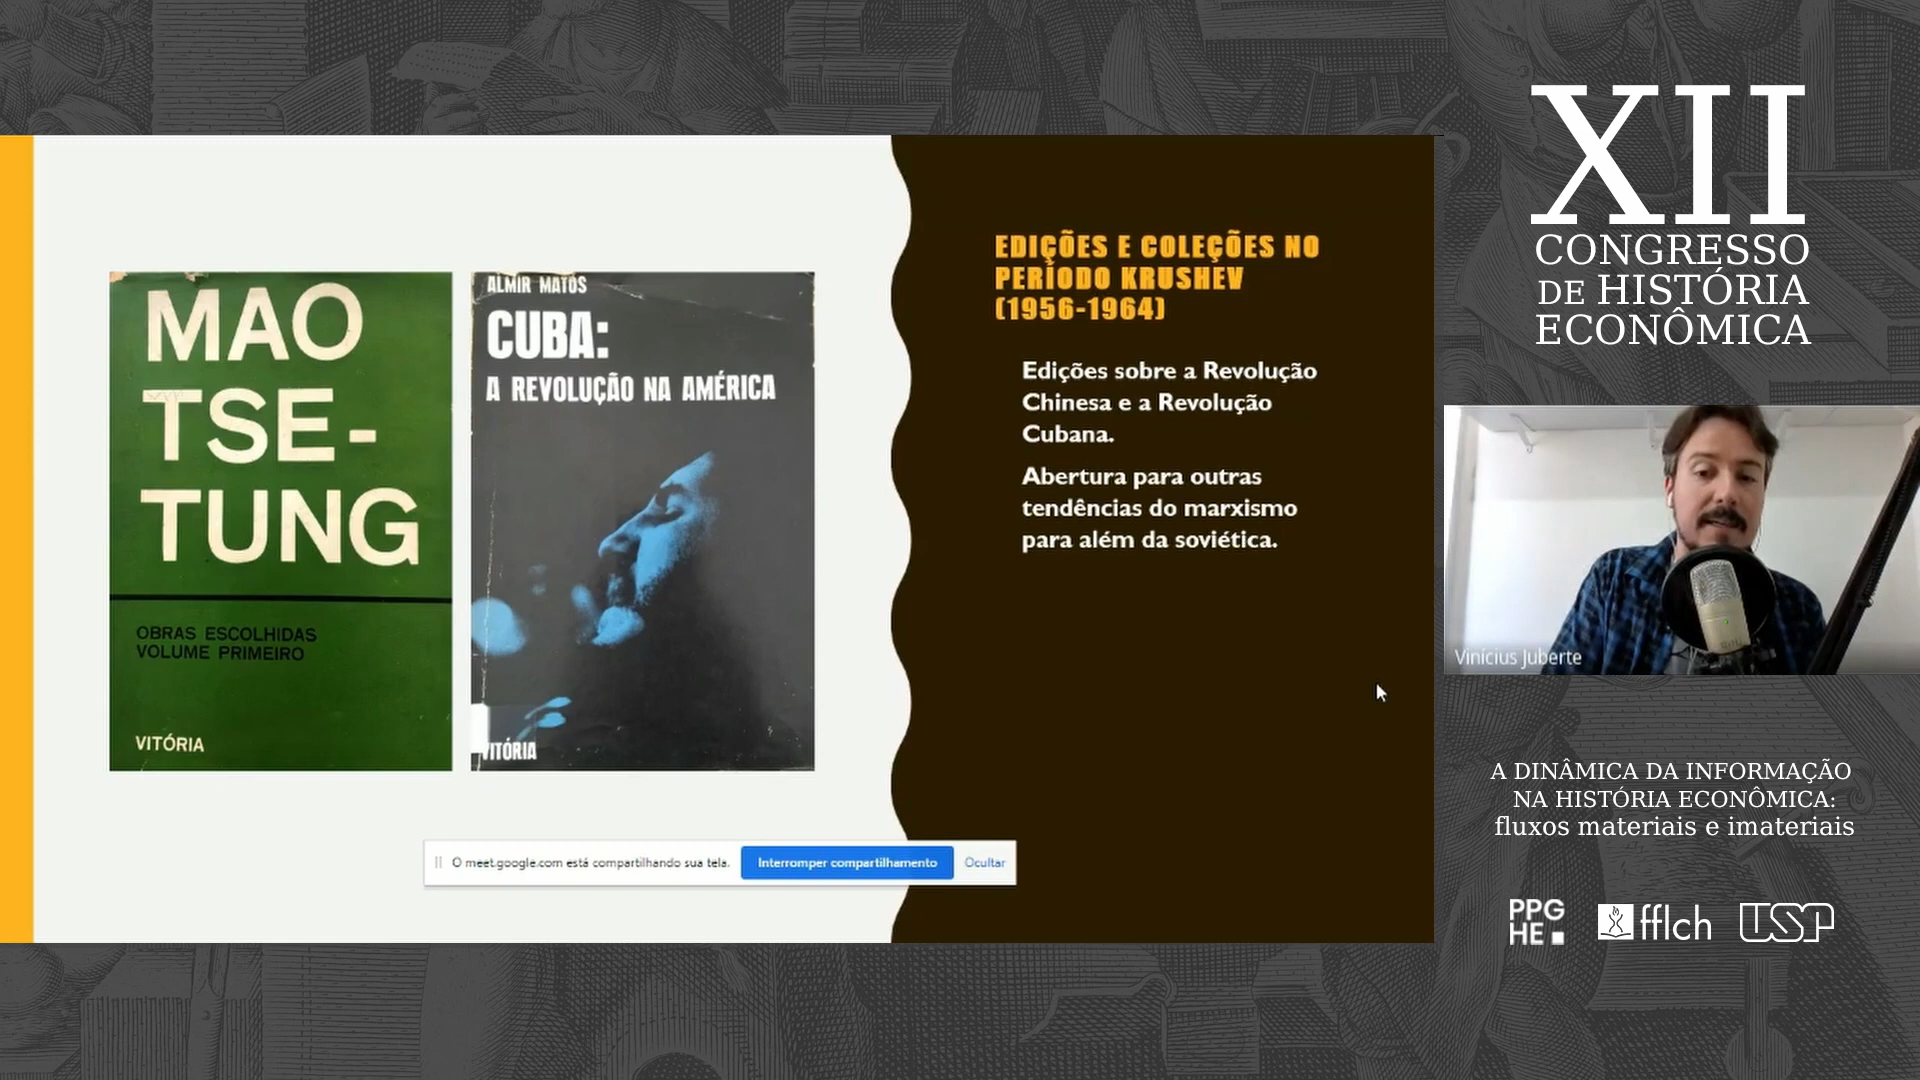 MAO
TSE-
TUNG
OBRAS ESCOLHIDAS
VOLUME PRIMEIRO
VITÓRIA
ALMIR MATOS
CUBA:
A REVOLUÇÃO NA AMÉRICA
VITÓRIA
EDIÇÕES E COLEÇÕES NO
PERÍODO KRUSHEV
(1956-1964)
Edições sobre a Revolução
Chinesa e a Revolução
Cubana.
Abertura para outras
tendências do marxismo
para além da soviética.
O meet.google.com está compartilhando sua tela.
Interromper compartilhamento
Ocultar
XII
CONGRESSO
DE HISTÓRIA
ECONÔMICA
Vinícius Juberte
A DINÂMICA DA INFORMAÇÃO
NA HISTÓRIA ECONÔMICA:
fluxos materiais e imateriais
PPG
HE
fflch
USP